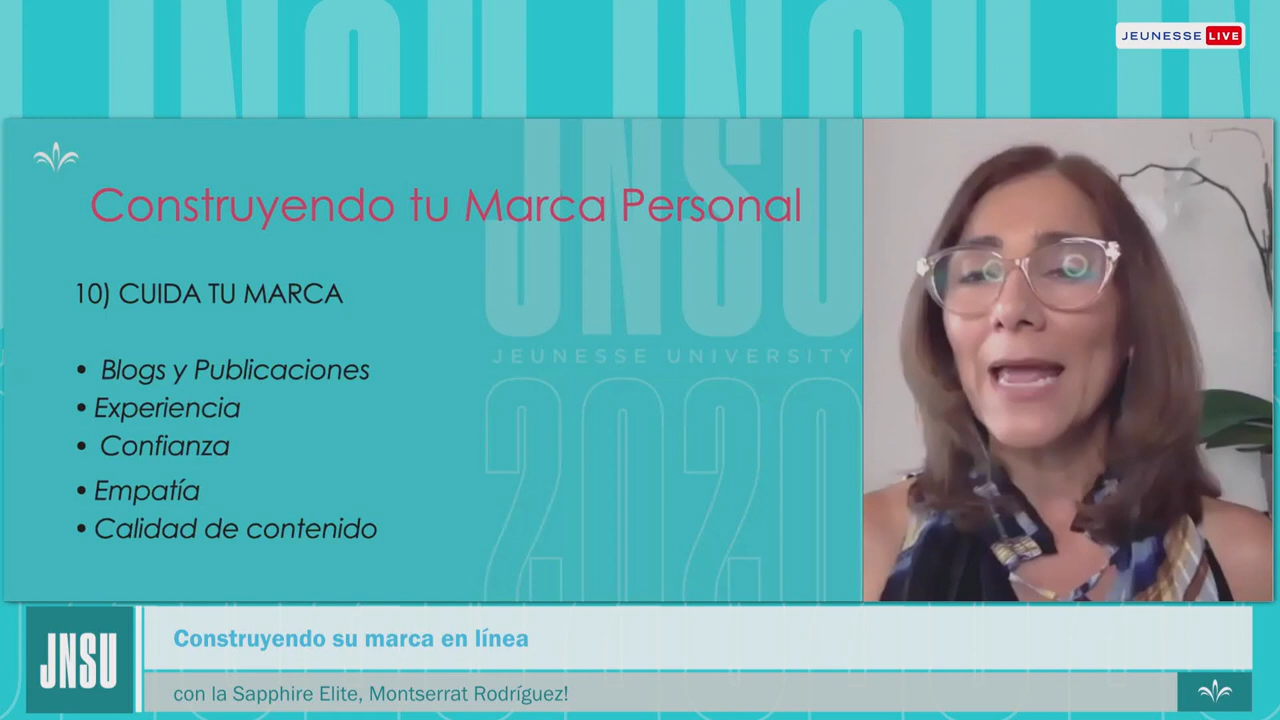 JEUNESSE LIVE
Construyendo tu Marca Personal
10) CUIDA TU MARCA
• Blogs y Publicaciones
• Experiencia
• Confianza
• Empatía
• Calidad de contenido
JNSU
JEUNESSE UNIVERSITY
2020
JNSU
Construyendo su marca en línea
con la Sapphire Elite, Montserrat Rodríguez!